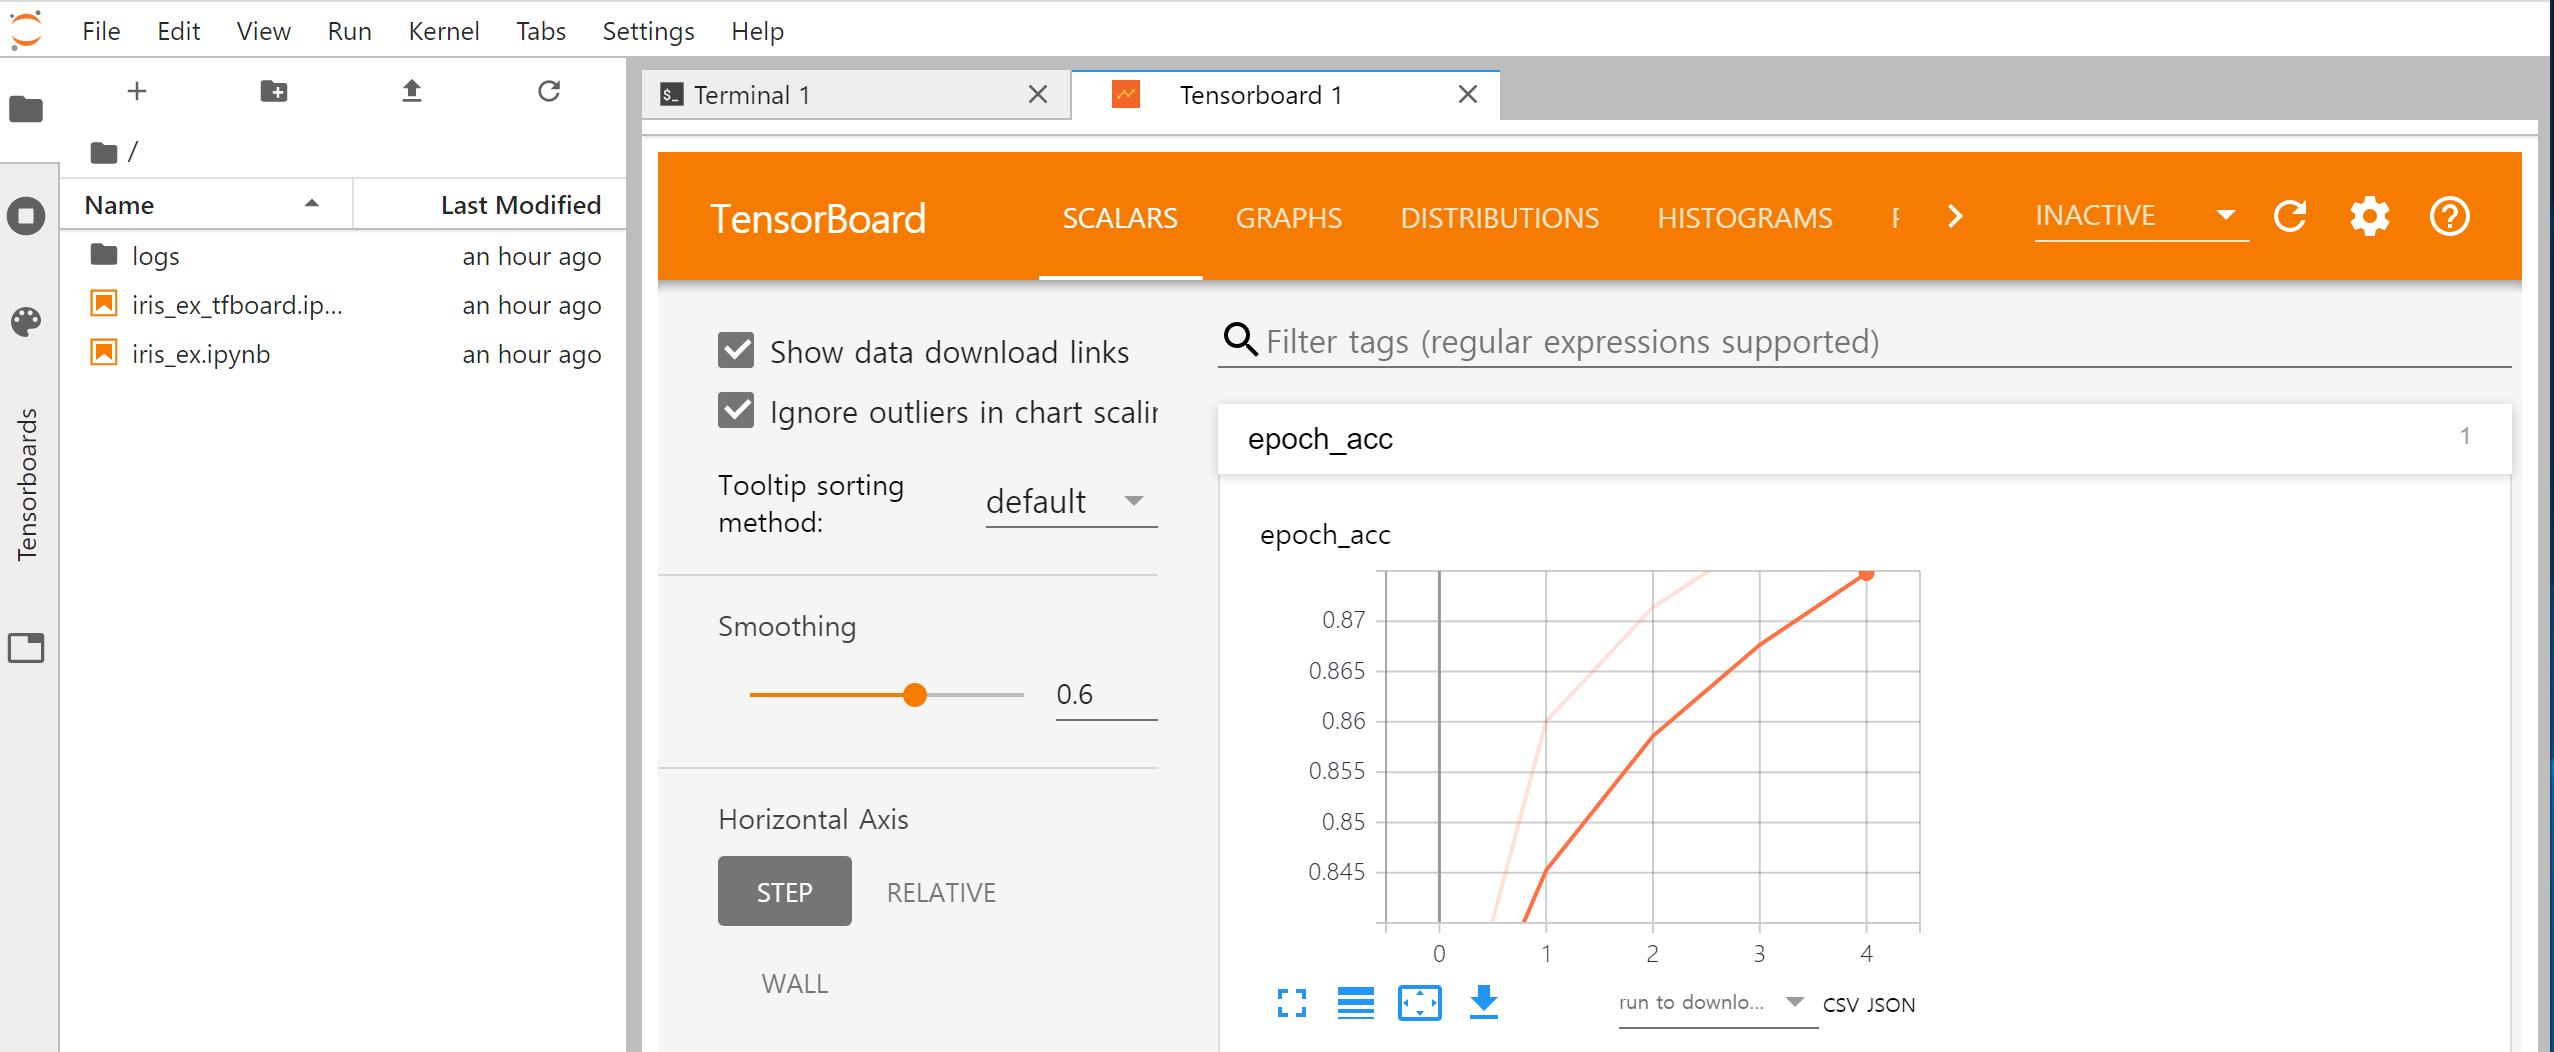 File Edit View Run Kernel Tabs Settings Help
Terminal 1
Tensorboard 1
/
Name Last Modified
logs an hour ago
iris_ex_tfboard.ip... an hour ago
iris_ex.ipynb an hour ago
Tensorboards
TensorBoard SCALARS GRAPHS DISTRIBUTIONS HISTOGRAMS INACTIVE
Show data download links
Ignore outliers in chart scalin
Tooltip sorting
method:
default
Smoothing
0.6
Horizontal Axis
STEP RELATIVE
WALL
Filter tags (regular expressions supported)
epoch_acc 1
epoch_acc
0.87
0.865
0.86
0.855
0.85
0.845
0 1 2 3 4
run to downlo... CSV JSON